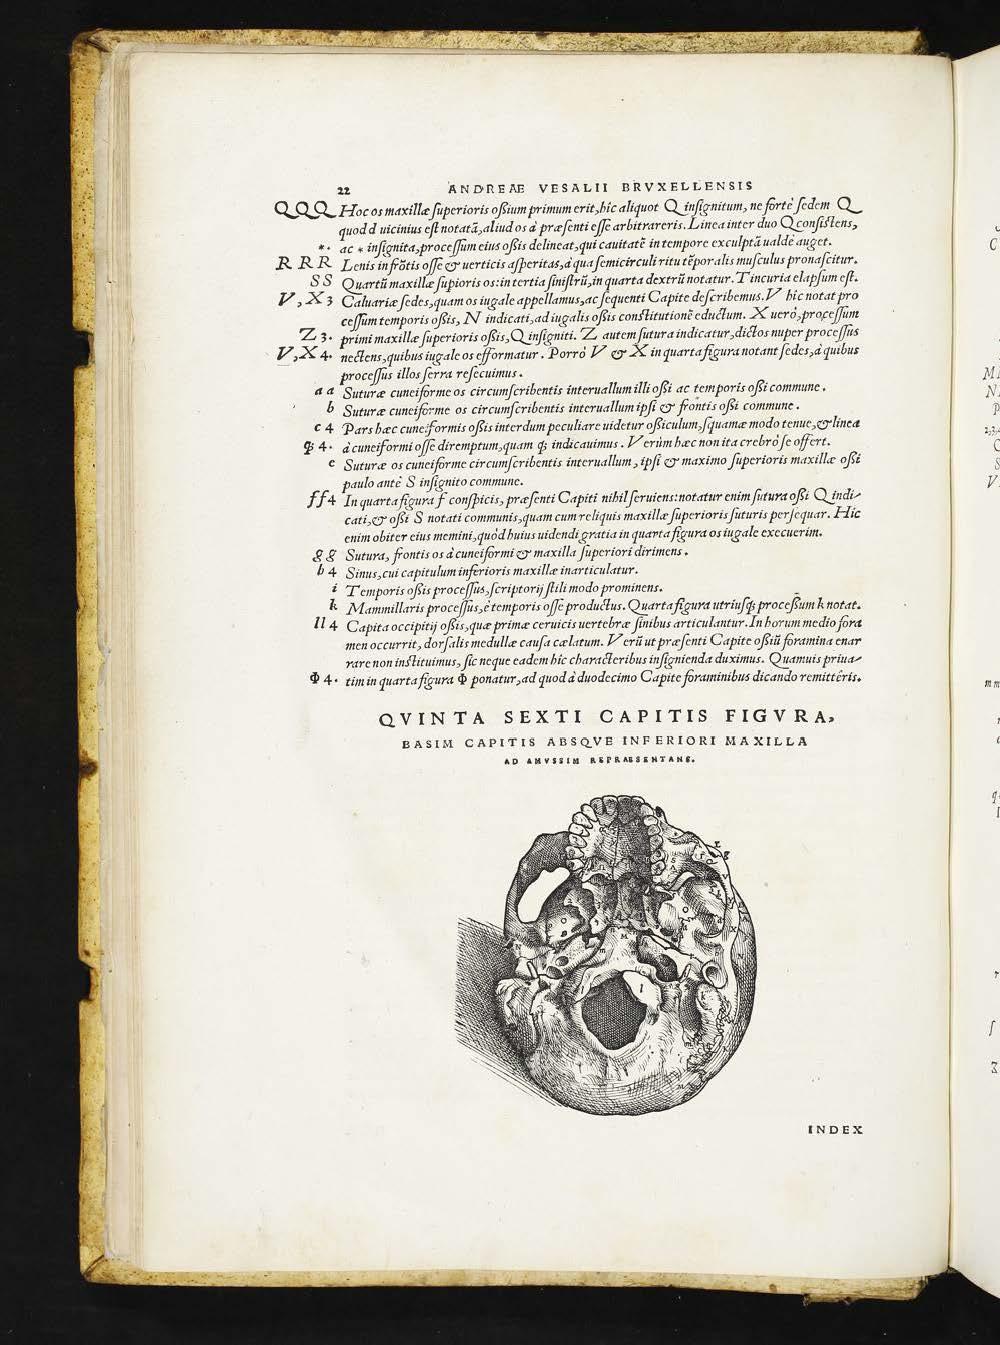 22 ANDREAE VESALII BRVXELLENSIS
QQQ Hoc os maxillæ superioris ossium primum erit, hic aliquot Q insignitum, ne fortè sedem Q
quod d uicinius est notatã, aliud os à præsenti esse arbitrareris. Linea inter duo Q consistens,
*. ac * insignita, processum eius ossis delineat, qui cauitatẽ in tempore exculptã ualdè auget.
R R R Lenis in frõtis osse & uerticis asperitas, à qua semicirculi ritu tẽporalis musculus pronascitur.
S S Quartũ maxillæ supioris os: in tertia sinistrũ, in quarta dextrũ notatur. T incuria elapsum est.
V, X 3 Caluariæ sedes, quam os iugale appellamus, ac sequenti Capite describemus. V hic notat pro
cessum temporis ossis, N indicati, ad iugalis ossis constitutionẽ eductum. X uerò, processum
Z 3. primi maxillæ superioris ossis, Q insigniti. Z autem sutura indicatur, dictos nuper processus
V, X 4. nectens, quibus iugale os efformatur. Porrò V & X in quarta figura notant sedes, à quibus
processus illos serra resecuimus.
a a Suturæ cuneiforme os circumscribentis interuallum illi ossi ac temporis ossi commune.
b Suturæ cuneiforme os circumscribentis interuallum ipsi & frontis ossi commune.
c 4 Pars hæc cuneiformis ossis interdum peculiare uidetur ossiculum, squamæ modo tenue, & linea
ꝗ; 4. à cuneiformi osse diremptum, quam ꝗ; indicauimus. Verùm hæc non ita crebrò se offert.
e Suturæ os cuneiforme circumscribentis interuallum, ipsi & maximo superioris maxillæ ossi
paulo antè S insignito commune.
f f 4 In quarta figura f conspicis, præsenti Capiti nihil seruiens: notatur enim sutura ossi Q indi-
cati, & ossi S notati communis, quam cum reliquis maxillæ superioris suturis persequar. Hic
enim obiter eius memini, quòd huius uidendi gratia in quarta figura os iugale execuerim.
g g Sutura, frontis os à cuneiformi & maxilla superiori dirimens.
h 4 Sinus, cui capitulum inferioris maxillæ inarticulatur.
i Temporis ossis processus, scriptorij stili modo prominens.
k Mammillaris processus, è temporis osse productus. Quarta figura utriusq; processũm k notat.
l l 4 Capita occipitij ossis, quæ primæ ceruicis uertebræ sinibus articulantur. In horum medio fora
men occurrit, dorsalis medullæ causa cælatum. Verũ ut præsenti Capite ossiũ foramina enar
rare non instituimus, sic neque eadem hic characteribus insignienda duximus. Quamuis priua-
Φ 4. tim in quarta figura Φ ponatur, ad quod à duodecimo Capite foraminibus dicando remittêris.
QVINTA SEXTI CAPITIS FIGVRA,
BASIM CAPITIS ABSQVE INFERIORI MAXILLA
AD AMVSSIM REPRAESENTANS.
INDEX